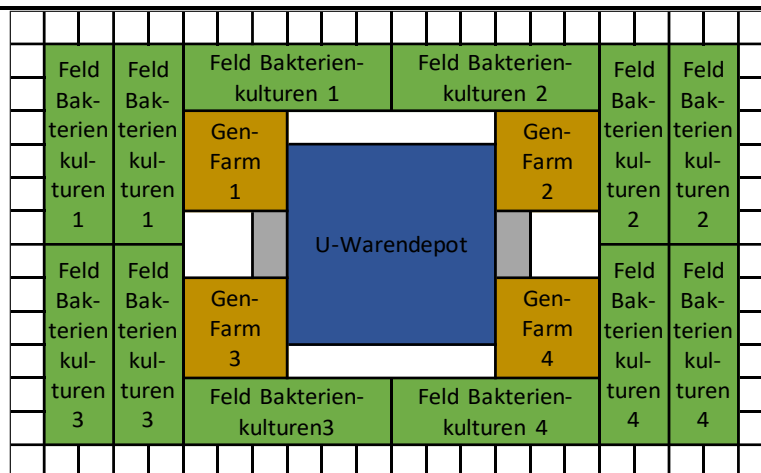 Feld
Bak-
terien
kul-
turen
1
Feld
Bak-
terien
kul-
turen
1
Feld Bakterien-
kulturen 1
Feld Bakterien-
kulturen 2
Feld
Bak-
terien
kul-
turen
2
Feld
Bak-
terien
kul-
turen
2
Gen-
Farm
1
Gen-
Farm
2
U-Warendepot
Feld
Bak-
terien
kul-
turen
3
Feld
Bak-
terien
kul-
turen
3
Gen-
Farm
3
Gen-
Farm
4
Feld
Bak-
terien
kul-
turen
4
Feld
Bak-
terien
kul-
turen
4
Feld Bakterien-
kulturen3
Feld Bakterien-
kulturen 4